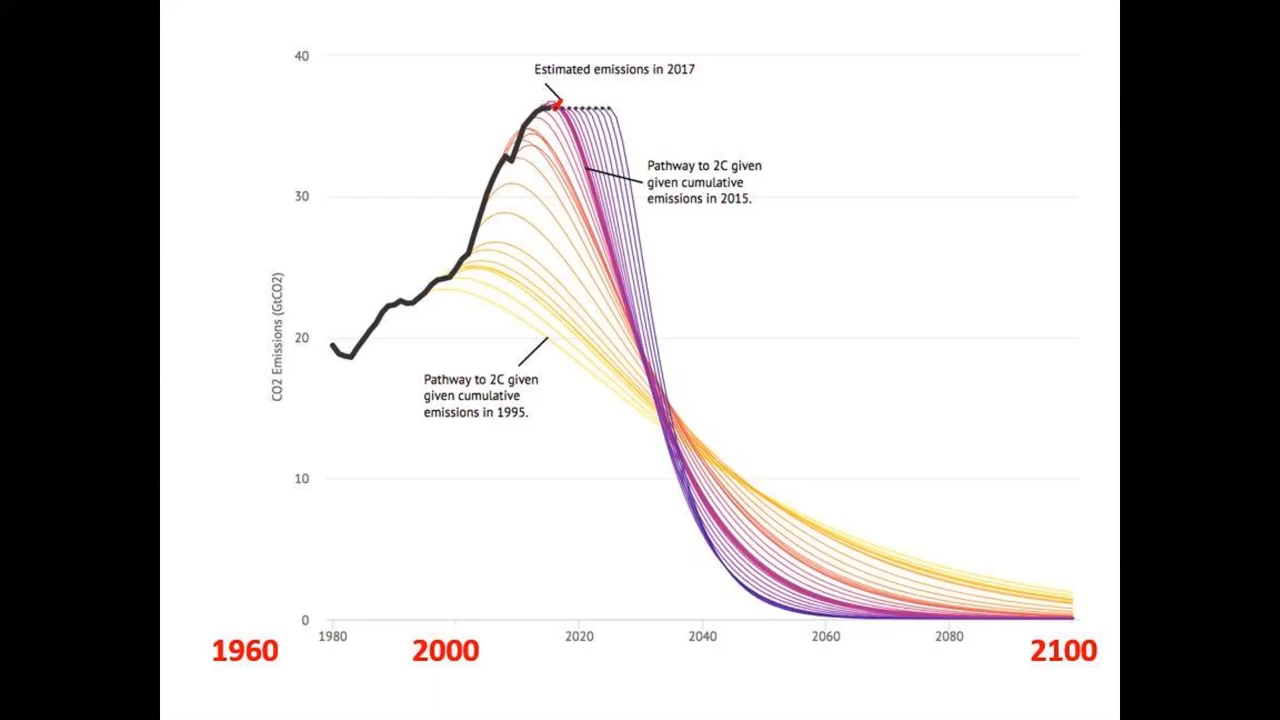 40
Estimated emissions in 2017
Pathway to 2C given
given cumulative
emissions in 2015.
30
CO2 Emissions (GtCO2)
20
Pathway to 2C given
given cumulative
emissions in 1995.
10
0
1980
2020
2040
2060
2080
1960
2000
2100